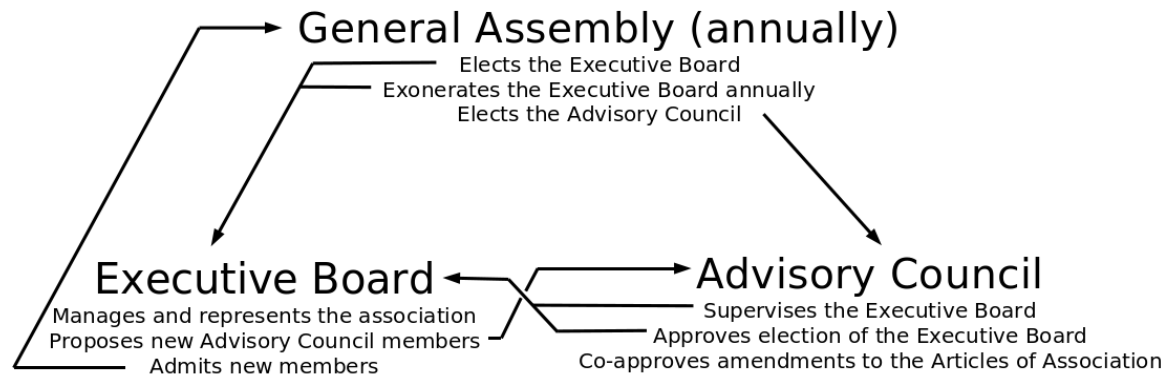 General Assembly (annually)
Elects the Executive Board
Exonerates the Executive Board annually
Elects the Advisory Council
Executive Board
Manages and represents the association
Proposes new Advisory Council members
Admits new members
Advisory Council
Supervises the Executive Board
Approves election of the Executive Board
Co-approves amendments to the Articles of Association